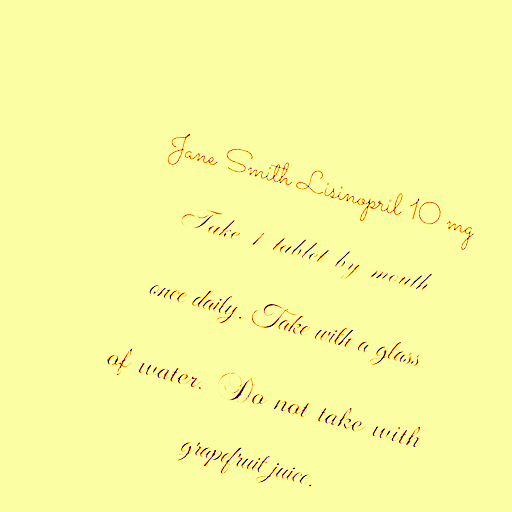 Jane Smith Lisinopril 10 mg
Take 1 tablet by mouth
once daily. Take with a glass
of water. Do not take with
grapefruit juice.